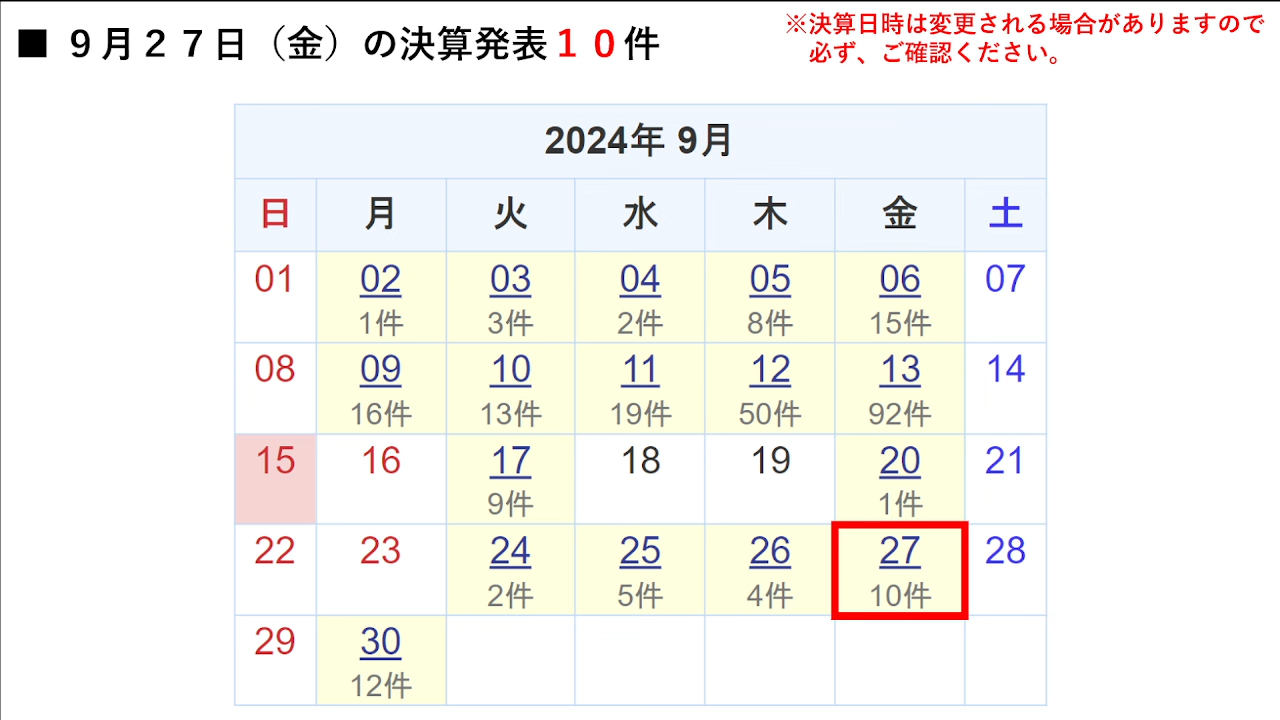 ■ ９月２７日（金）の決算発表１０件
※決算日時は変更される場合がありますので
必ず、ご確認ください。
2024年 9月
日 月 火 水 木 金 土
01 02 03 04 05 06 07
1件 3件 2件 8件 15件
08 09 10 11 12 13 14
16件 13件 19件 50件 92件
15 16 17 18 19 20 21
9件 1件
22 23 24 25 26 27 28
2件 5件 4件 10件
29 30
12件